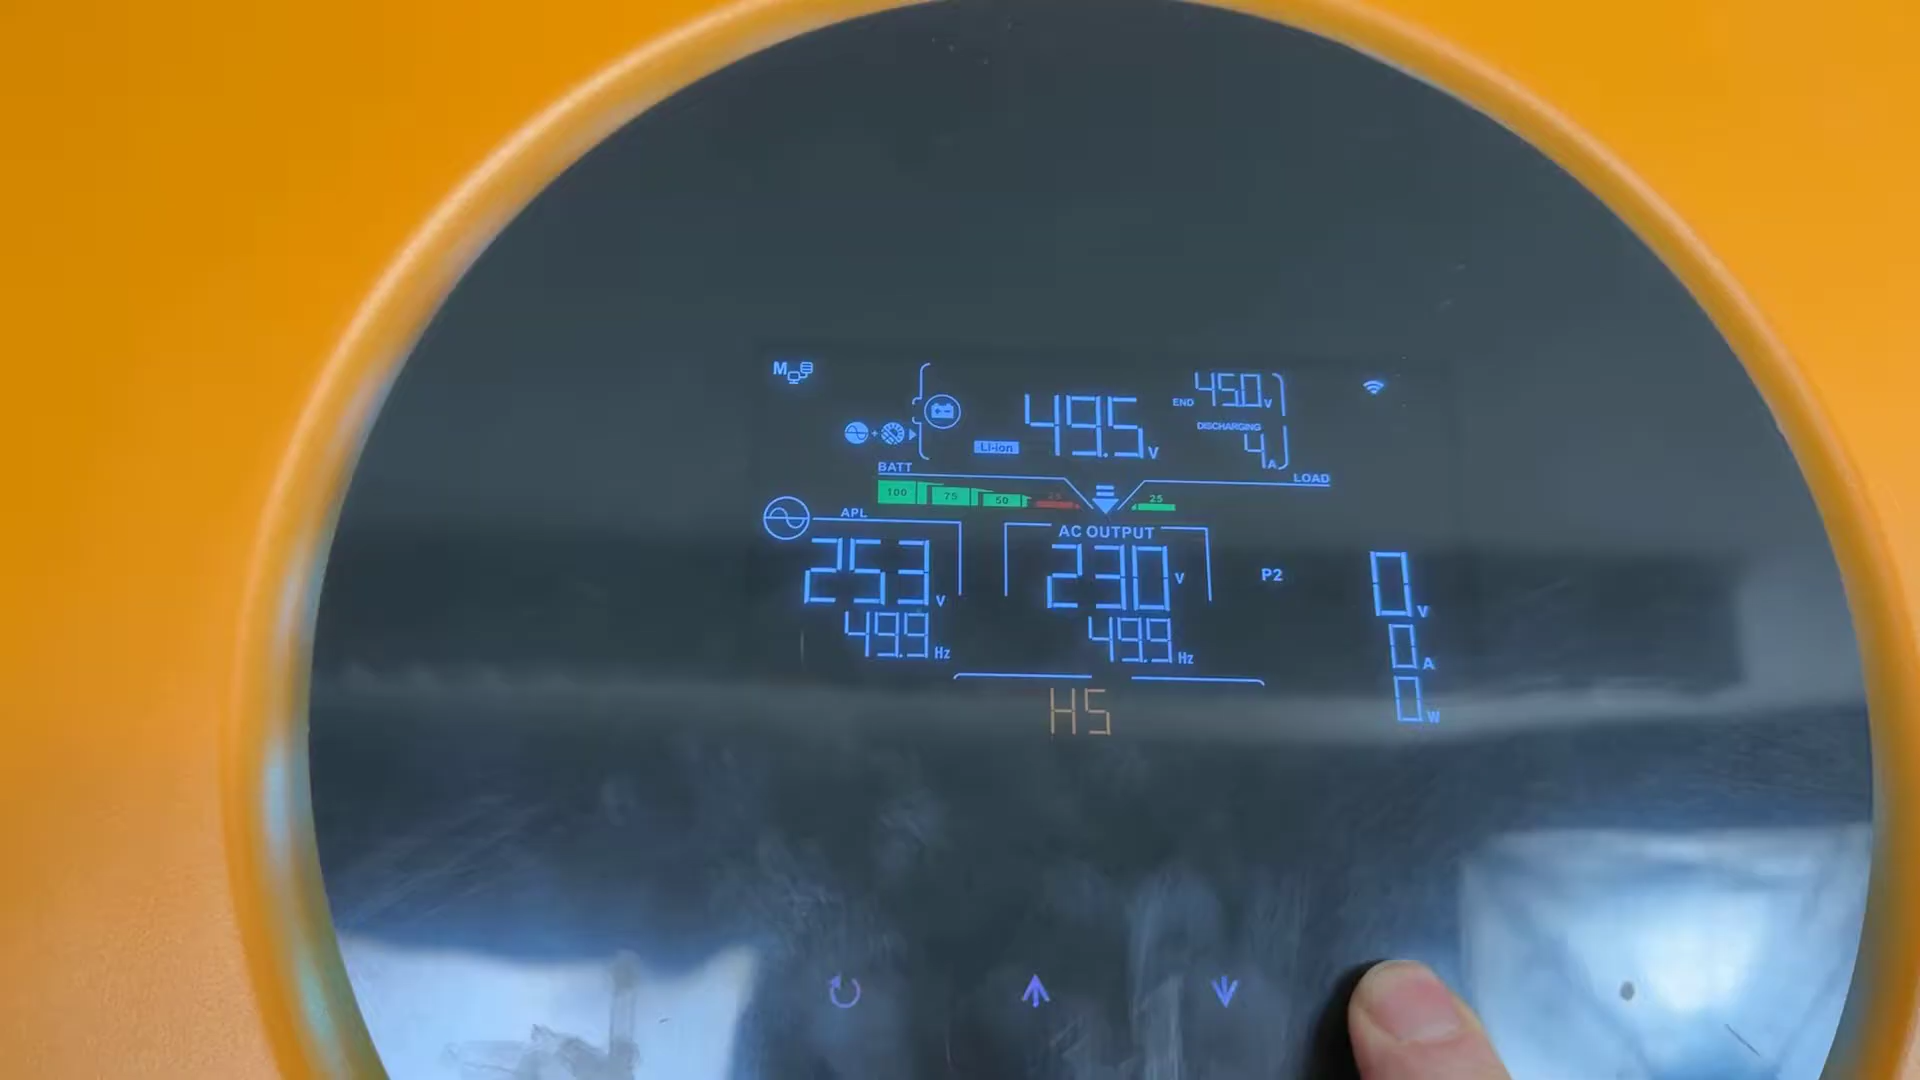 M
END 45.0 V
49.5 V
DISCHARGING
4 A
Li-ion
BATT
LOAD
100 75 50 25 25
APL
AC OUTPUT
253 V
230 V
P2
0 V
49.9 Hz
49.9 Hz
0 A
HS
0 W